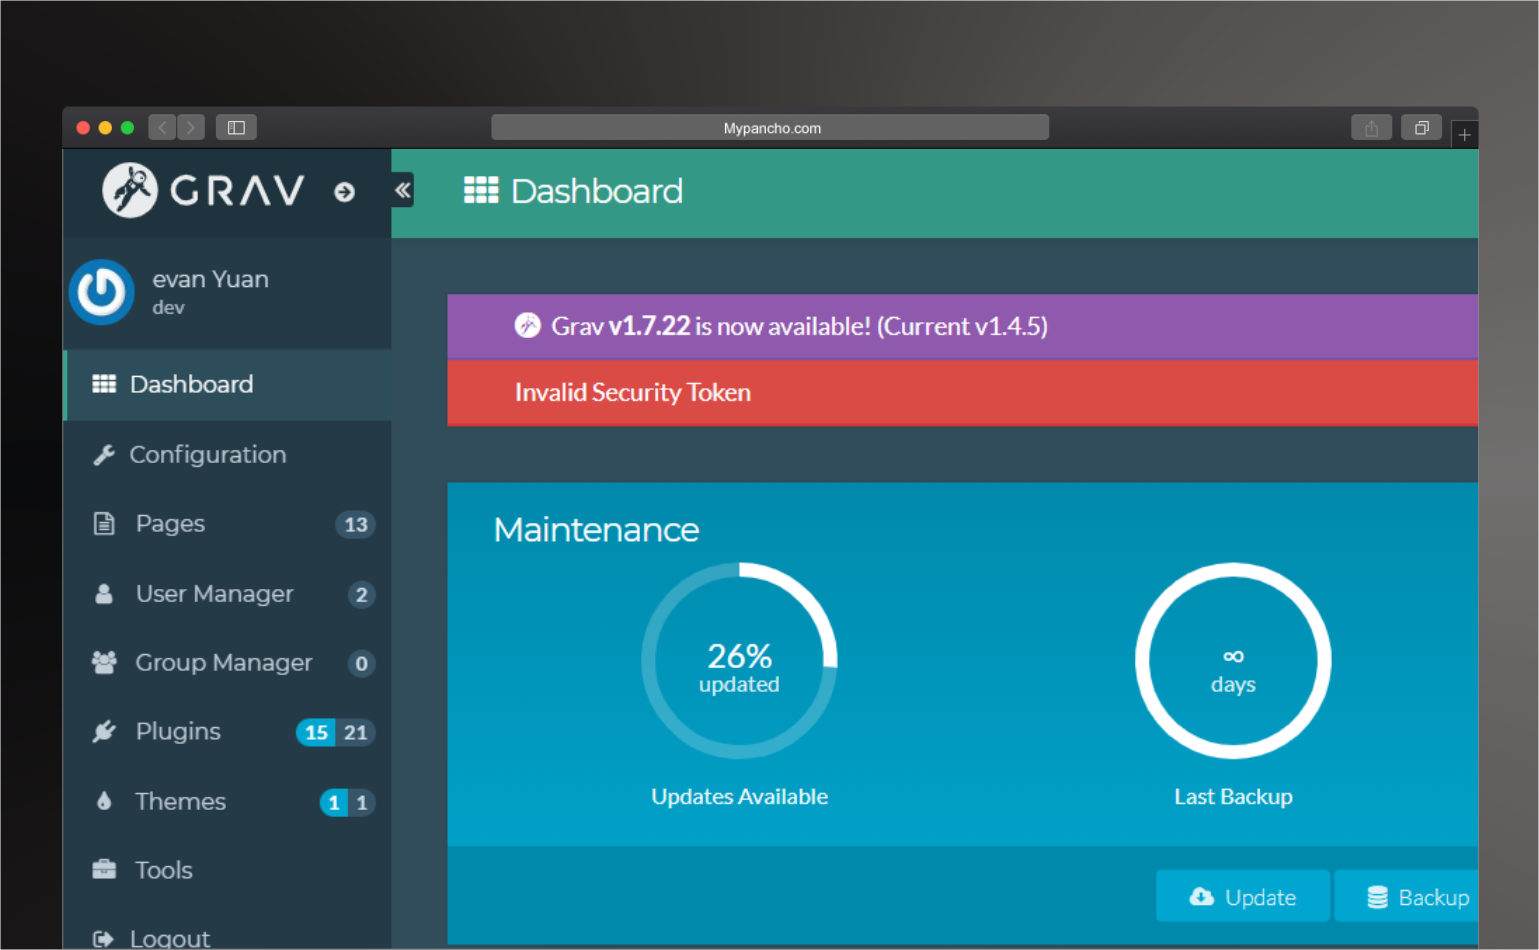 Mypancho.com
GRAV
Dashboard
evan Yuan
dev
Grav v1.7.22 is now available! (Current v1.4.5)
Invalid Security Token
Dashboard
Configuration
Pages 13
User Manager 2
Group Manager 0
Plugins 15 21
Themes 1 1
Tools
Logout
Maintenance
26%
updated
Updates Available
∞
days
Last Backup
Update
Backup